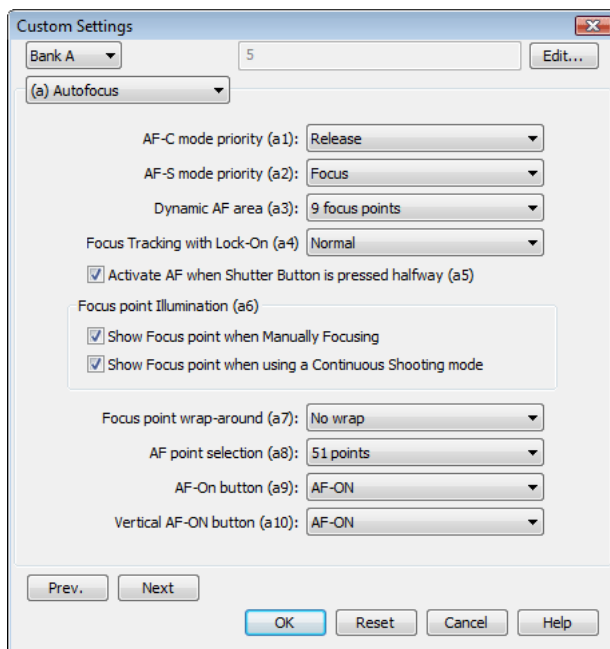 Custom Settings
Bank A 5 Edit...
(a) Autofocus
AF-C mode priority (a1): Release
AF-S mode priority (a2): Focus
Dynamic AF area (a3): 9 focus points
Focus Tracking with Lock-On (a4) Normal
Activate AF when Shutter Button is pressed halfway (a5)
Focus point Illumination (a6)
Show Focus point when Manually Focusing
Show Focus point when using a Continuous Shooting mode
Focus point wrap-around (a7): No wrap
AF point selection (a8): 51 points
AF-On button (a9): AF-ON
Vertical AF-ON button (a10): AF-ON
Prev. Next
OK Reset Cancel Help